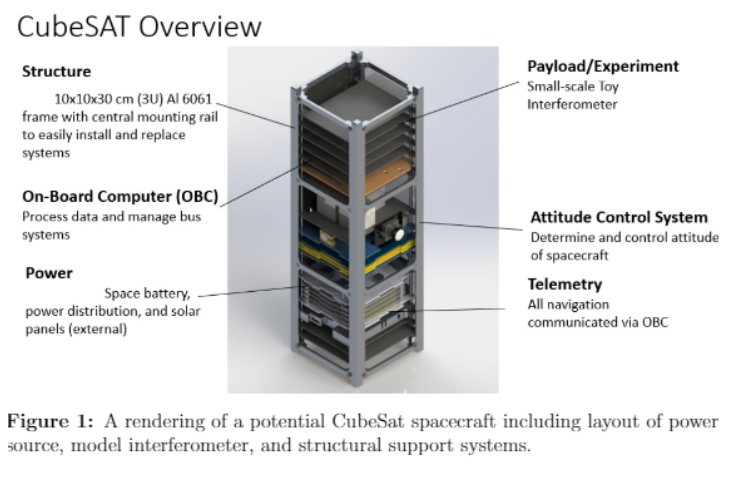 CubeSAT Overview
Structure
10x10x30 cm (3U) Al 6061
frame with central mounting rail
to easily install and replace
systems
On-Board Computer (OBC)
Process data and manage bus
systems
Power
Space battery,
power distribution, and solar
panels (external)
Payload/Experiment
Small-scale Toy
Interferometer
Attitude Control System
Determine and control attitude
of spacecraft
Telemetry
All navigation
communicated via OBC
Figure 1: A rendering of a potential CubeSat spacecraft including layout of power
source, model interferometer, and structural support systems.